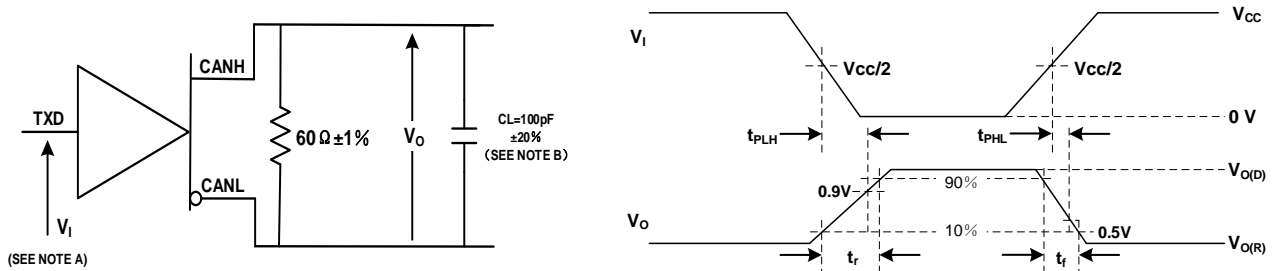 CANH
TXD
60Ω±1%
VO
CL=100pF
±20%
(SEE NOTE B)
CANL
VI
(SEE NOTE A)
VI
VCC
Vcc/2
Vcc/2
0 V
tPLH
tPHL
0.9V
90%
VO(D)
VO
10%
0.5V
VO(R)
tr
tf